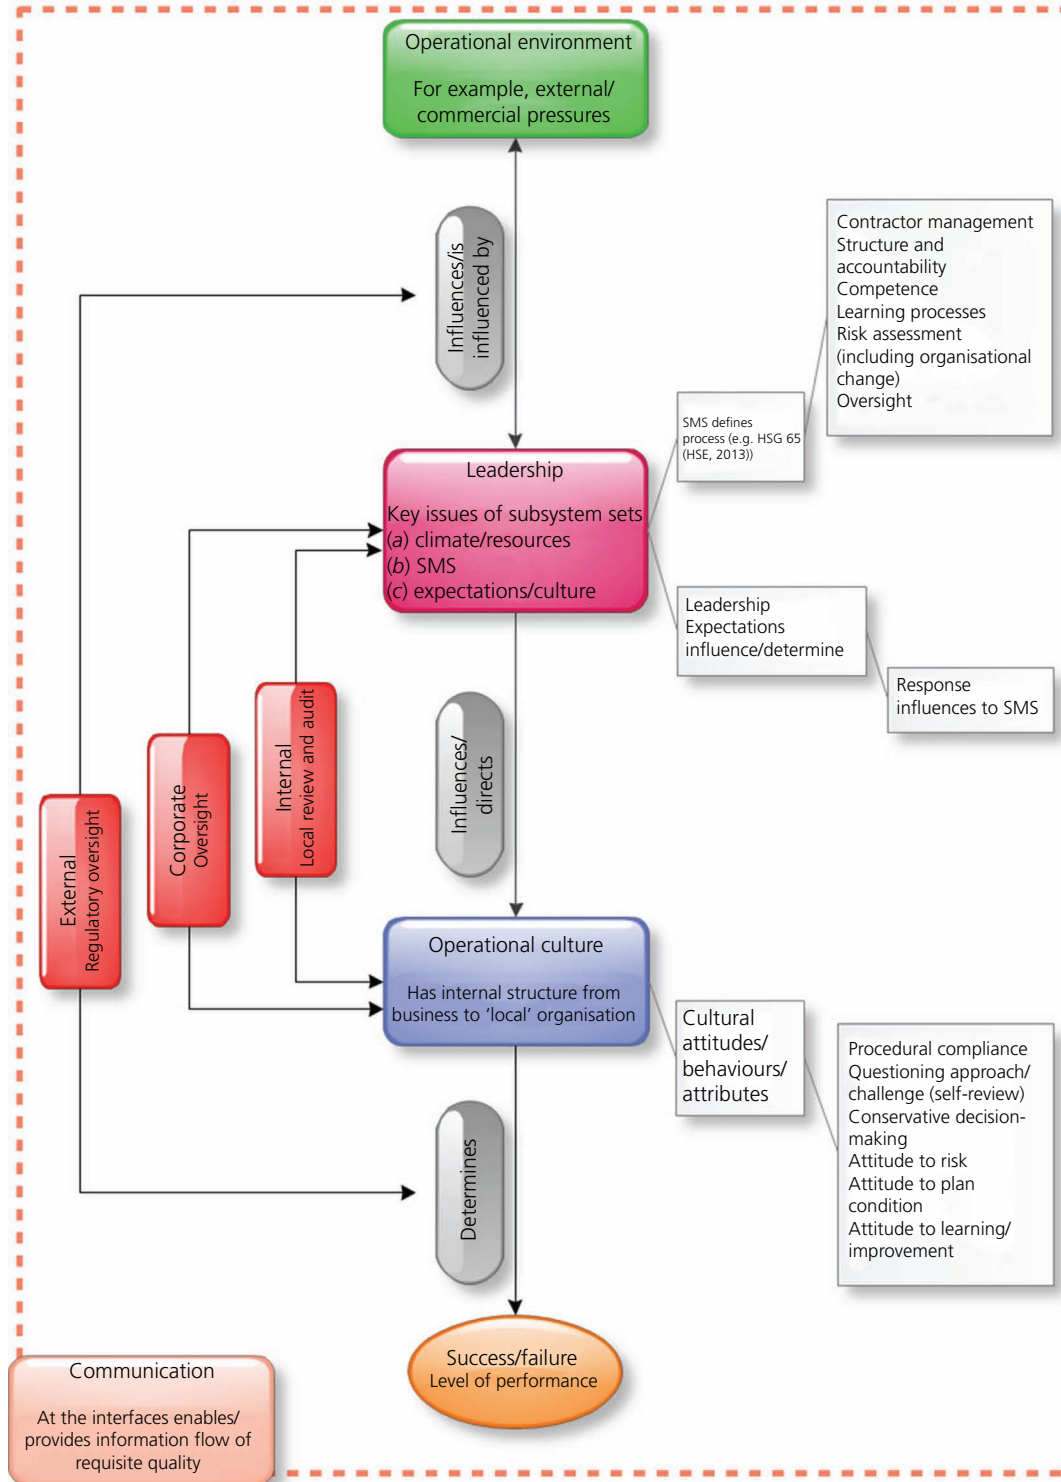 Operational environment
For example, external/
commercial pressures
Influences/is
influenced by
Contractor management
Structure and
accountability
Competence
Learning processes
Risk assessment
(including organisational
change)
Oversight
SMS defines
process (e.g. HSG 65
(HSE, 2013))
Leadership
Key issues of subsystem sets
(a) climate/resources
(b) SMS
(c) expectations/culture
Leadership
Expectations
influence/determine
Response
influences to SMS
External
Regulatory oversight
Corporate
Oversight
Internal
Local review and audit
Influences/
directs
Operational culture
Has internal structure from
business to ‘local’ organisation
Cultural
attitudes/
behaviours/
attributes
Procedural compliance
Questioning approach/
challenge (self-review)
Conservative decision-
making
Attitude to risk
Attitude to plan
condition
Attitude to learning/
improvement
Determines
Success/failure
Level of performance
Communication
At the interfaces enables/
provides information flow of
requisite quality